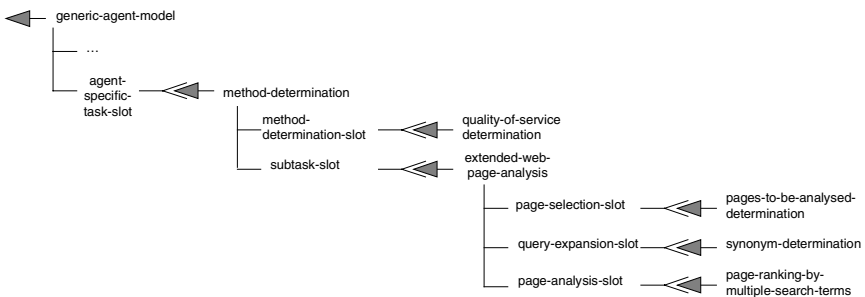 generic-agent-model
...
agent-
specific-
task-slot
method-determination
method-
determination-slot
quality-of-service
determination
subtask-slot
extended-web-
page-analysis
page-selection-slot
pages-to-be-analysed-
determination
query-expansion-slot
synonym-determination
page-analysis-slot
page-ranking-by-
multiple-search-terms